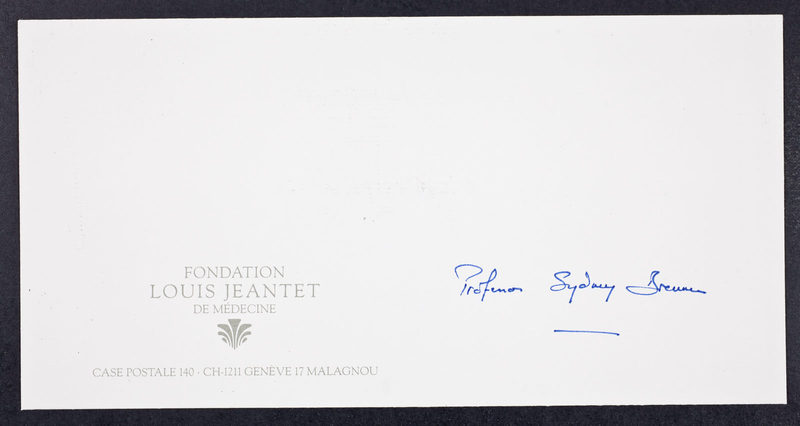 FONDATION
LOUIS JEANTET
DE MÉDECINE
CASE POSTALE 140 · CH-1211 GENÈVE 17 MALAGNOU
Professor Sydney Brenner